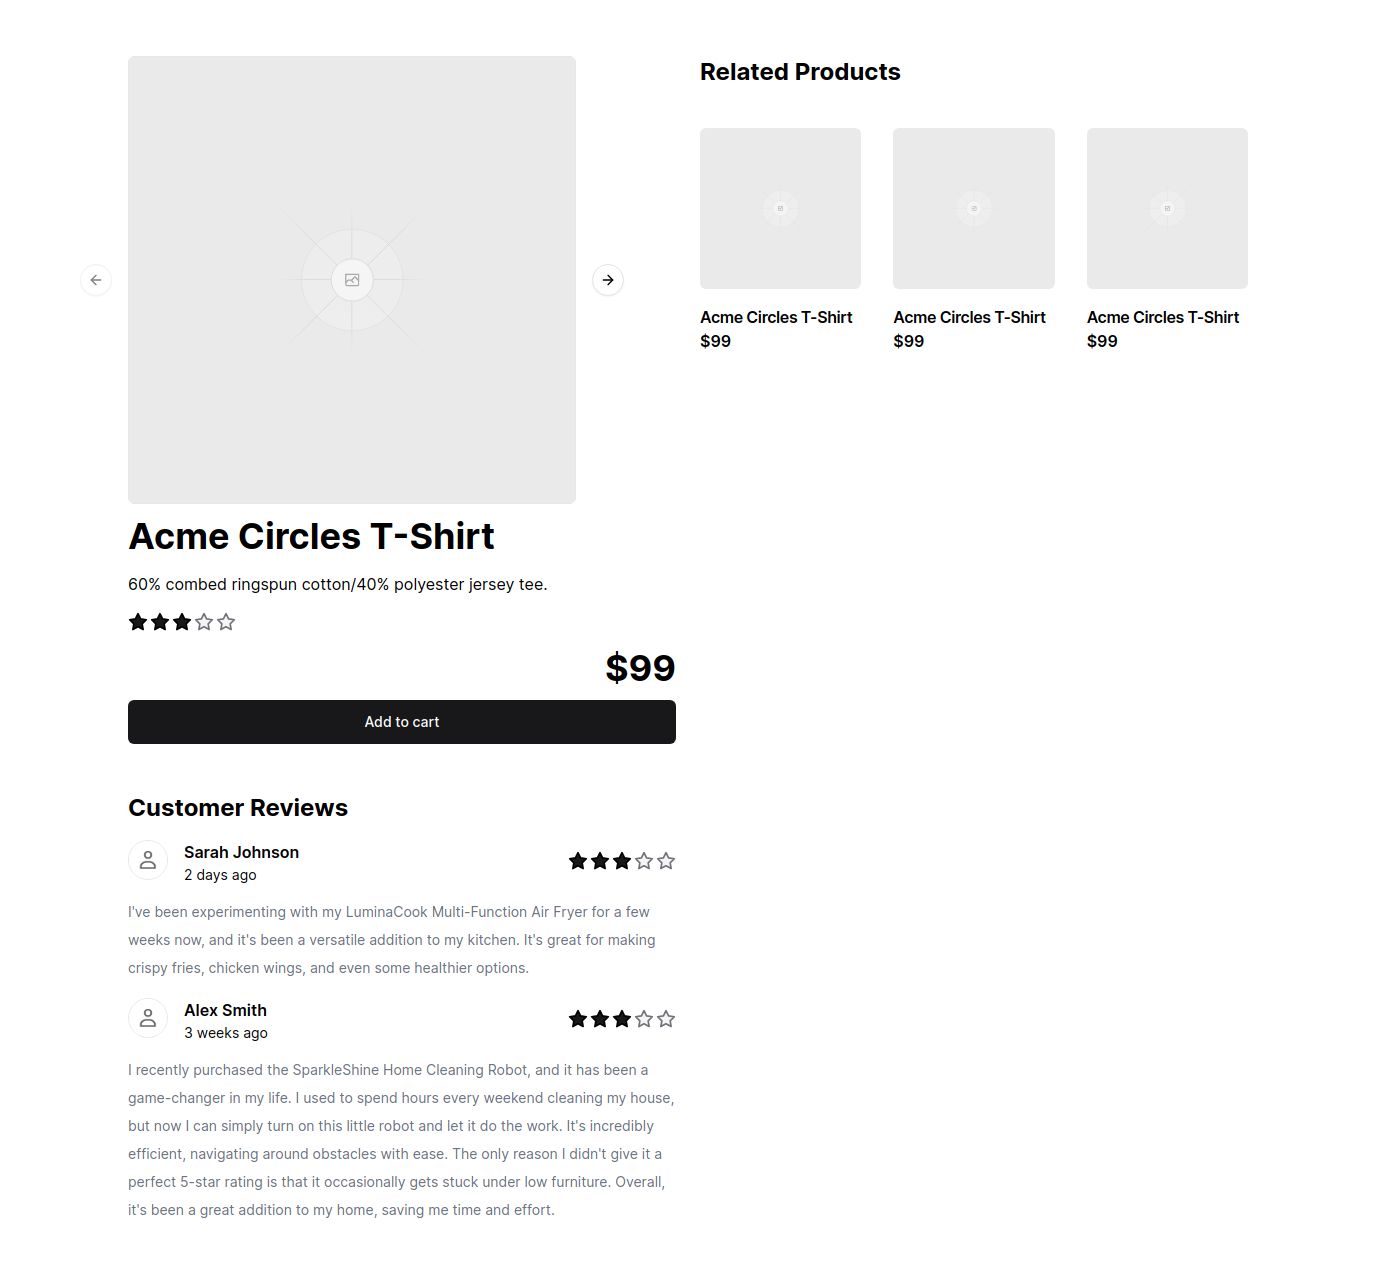 Acme Circles T-Shirt
60% combed ringspun cotton/40% polyester jersey tee.
$99
Add to cart
Customer Reviews
Sarah Johnson
2 days ago
I've been experimenting with my LuminaCook Multi-Function Air Fryer for a few
weeks now, and it's been a versatile addition to my kitchen. It's great for making
crispy fries, chicken wings, and even some healthier options.
Alex Smith
3 weeks ago
I recently purchased the SparkleShine Home Cleaning Robot, and it has been a
game-changer in my life. I used to spend hours every weekend cleaning my house,
but now I can simply turn on this little robot and let it do the work. It's incredibly
efficient, navigating around obstacles with ease. The only reason I didn't give it a
perfect 5-star rating is that it occasionally gets stuck under low furniture. Overall,
it's been a great addition to my home, saving me time and effort.
Related Products
Acme Circles T-Shirt
$99
Acme Circles T-Shirt
$99
Acme Circles T-Shirt
$99